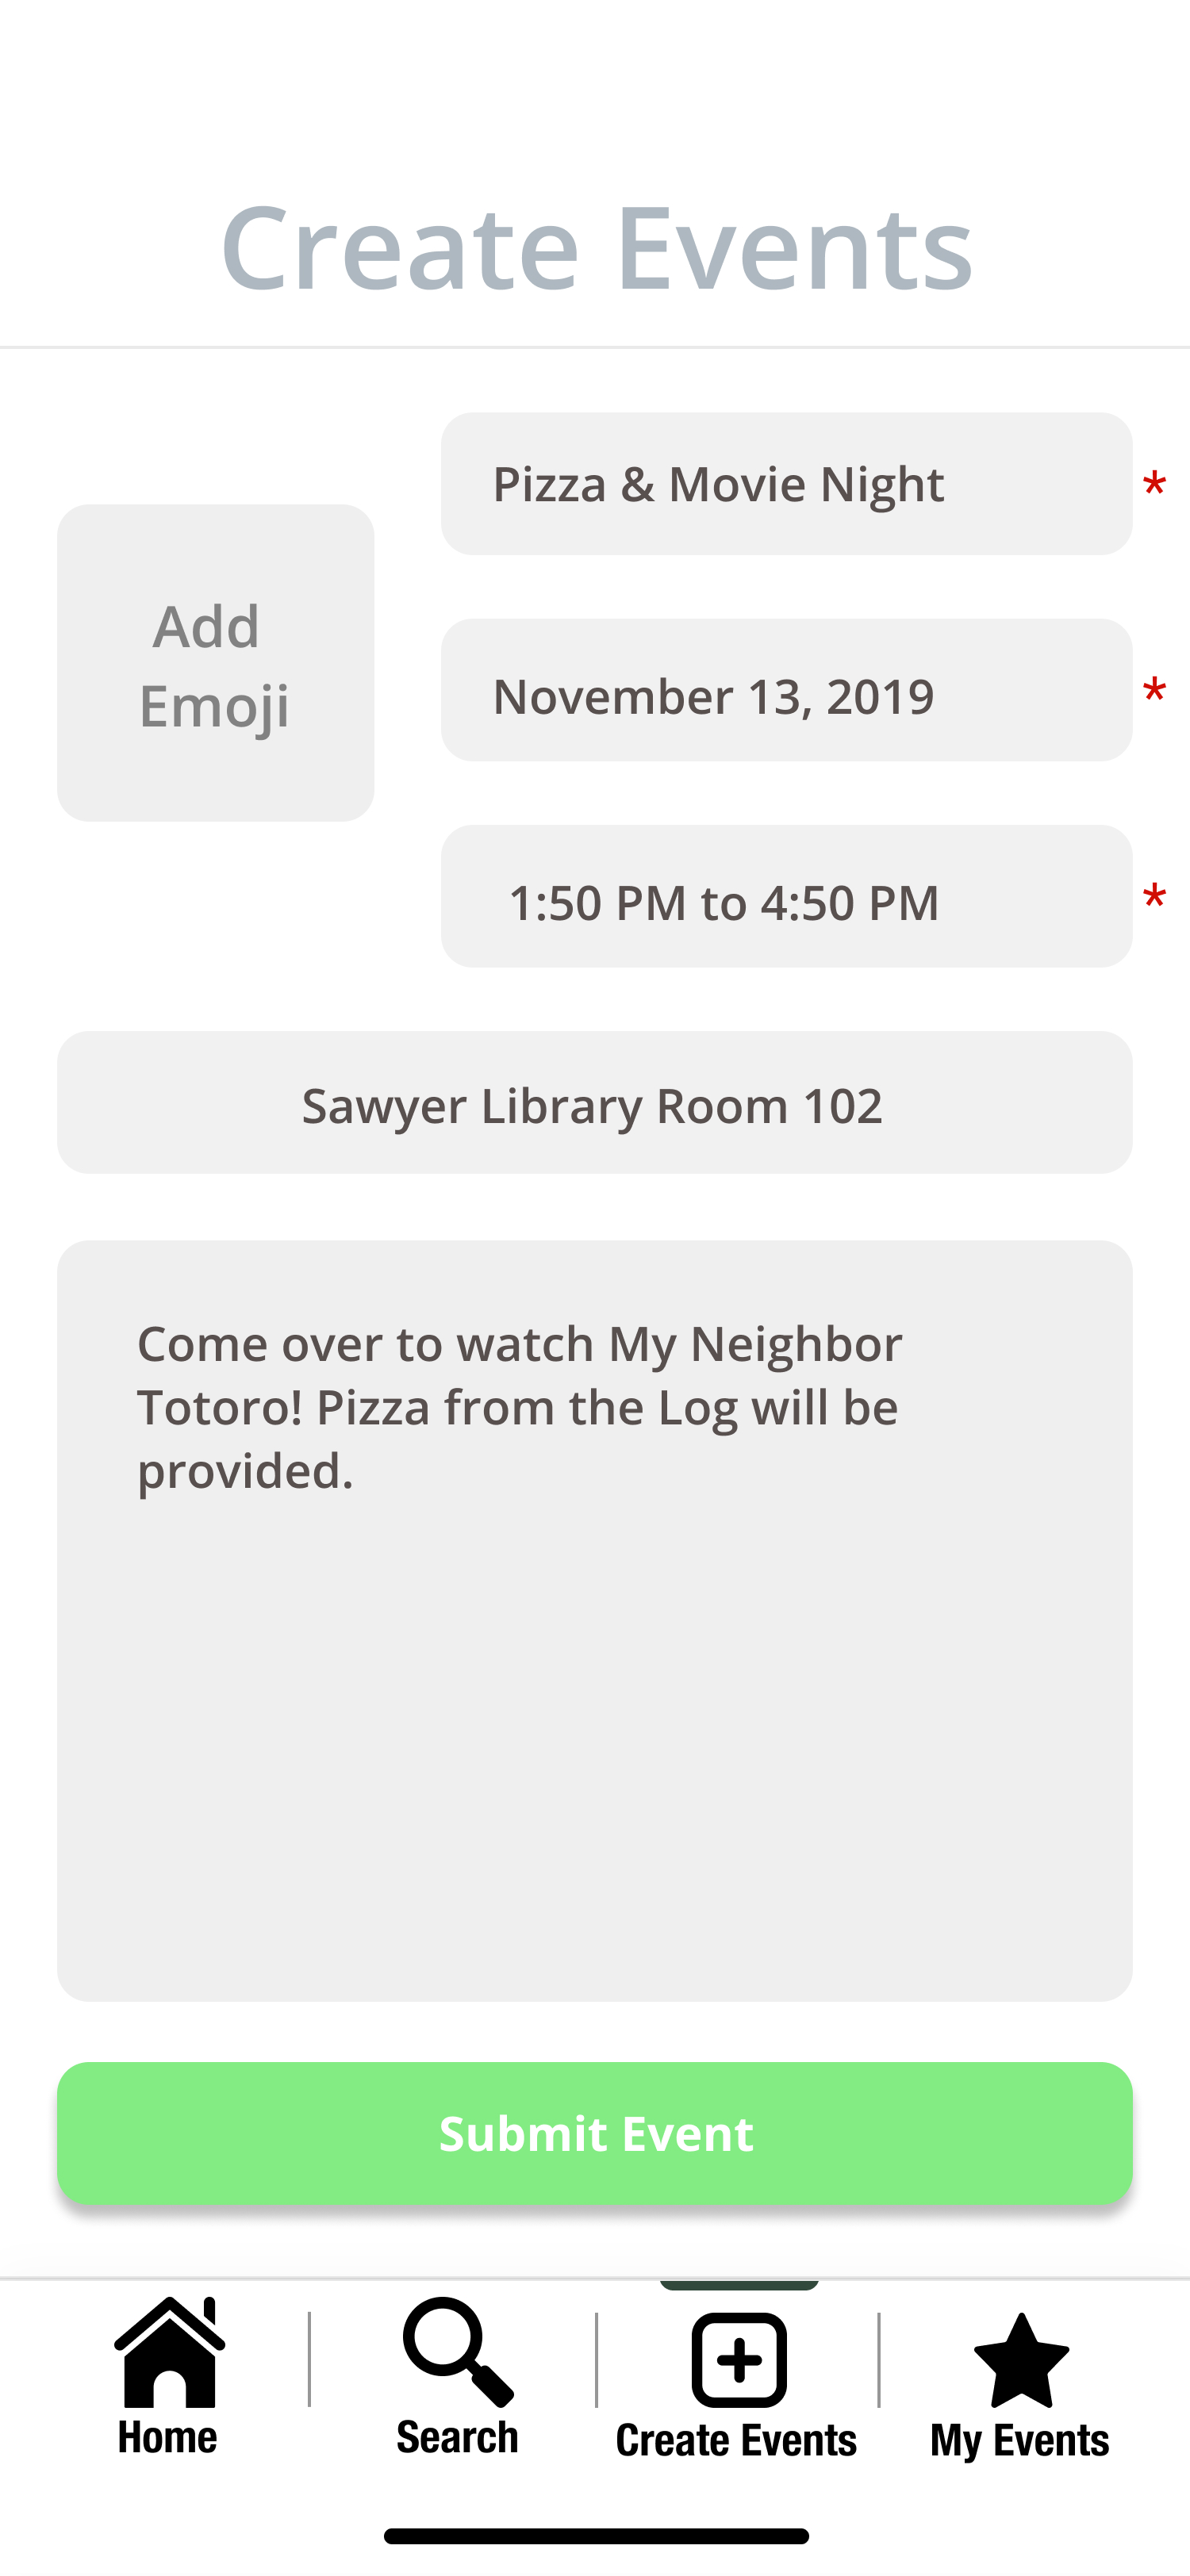 Create Events
Pizza & Movie Night *
Add
Emoji
November 13, 2019 *
1:50 PM to 4:50 PM *
Sawyer Library Room 102
Come over to watch My Neighbor
Totoro! Pizza from the Log will be
provided.
Submit Event
Home
Search
Create Events
My Events